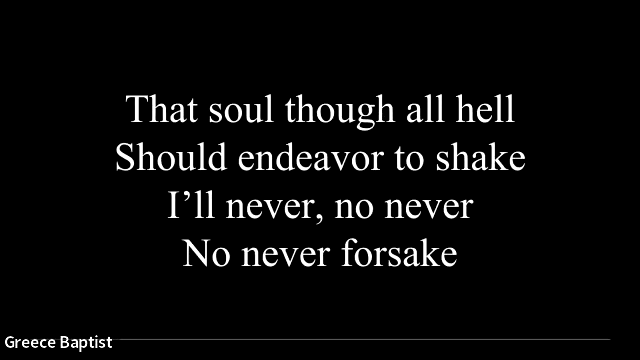 That soul though all hell
Should endeavor to shake
I’ll never, no never
No never forsake
Greece Baptist